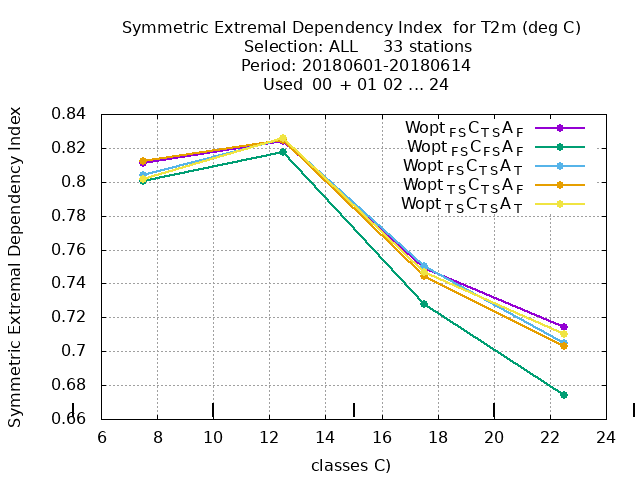 Symmetric Extremal Dependency Index  for T2m (deg C)
Selection: ALL     33 stations
Period: 20180601-20180614
Used  00 + 01 02 ... 24
Symmetric Extremal Dependency Index
0.84
0.82
0.8
0.78
0.76
0.74
0.72
0.7
0.68
0.66
Wopt FS C TS A F
Wopt FS C FS A F
Wopt FS C TS A T
Wopt TS C TS A F
Wopt TS C TS A T
6 8 10 12 14 16 18 20 22 24
classes C)